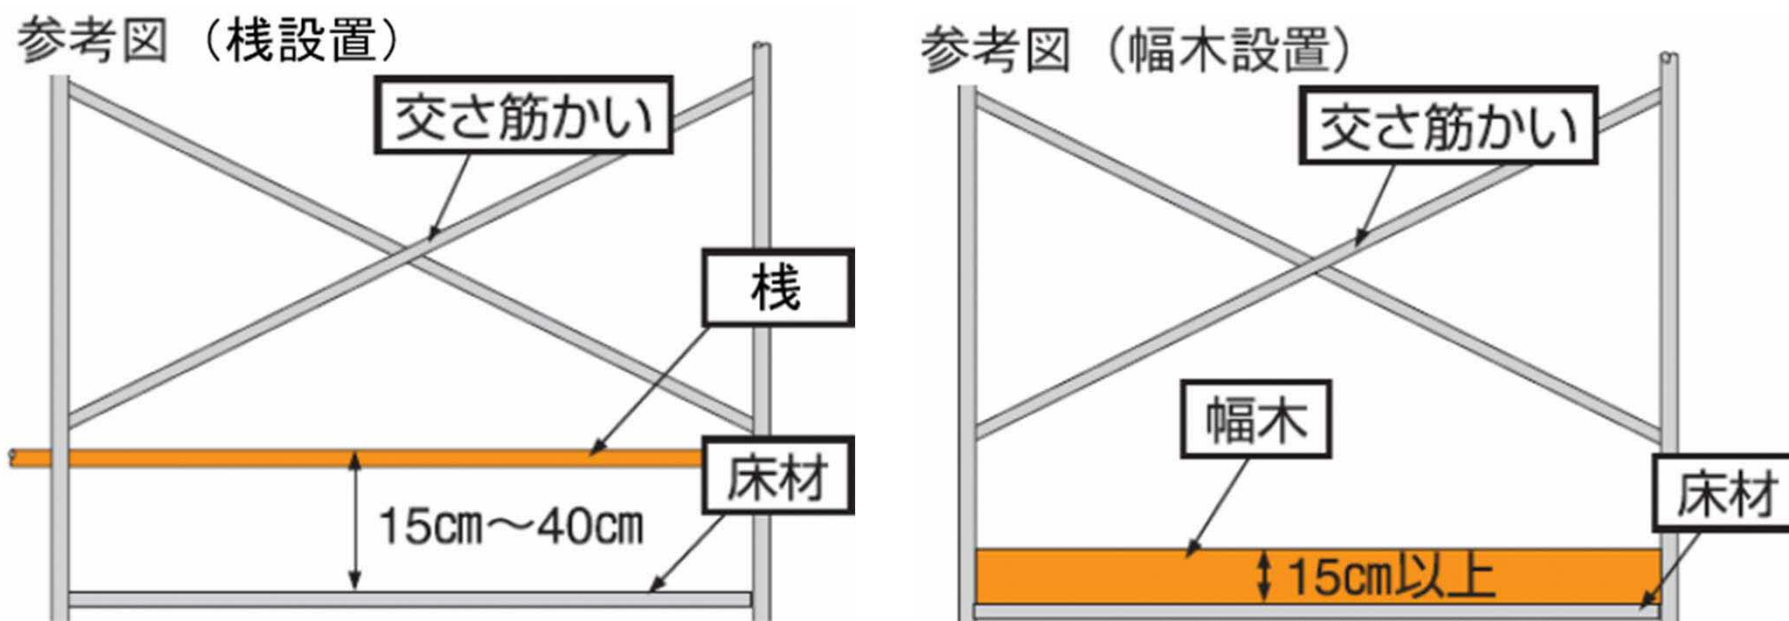 参考図（桟設置）
交さ筋かい
桟
床材
15㎝～40㎝
参考図（幅木設置）
交さ筋かい
幅木
床材
15㎝以上